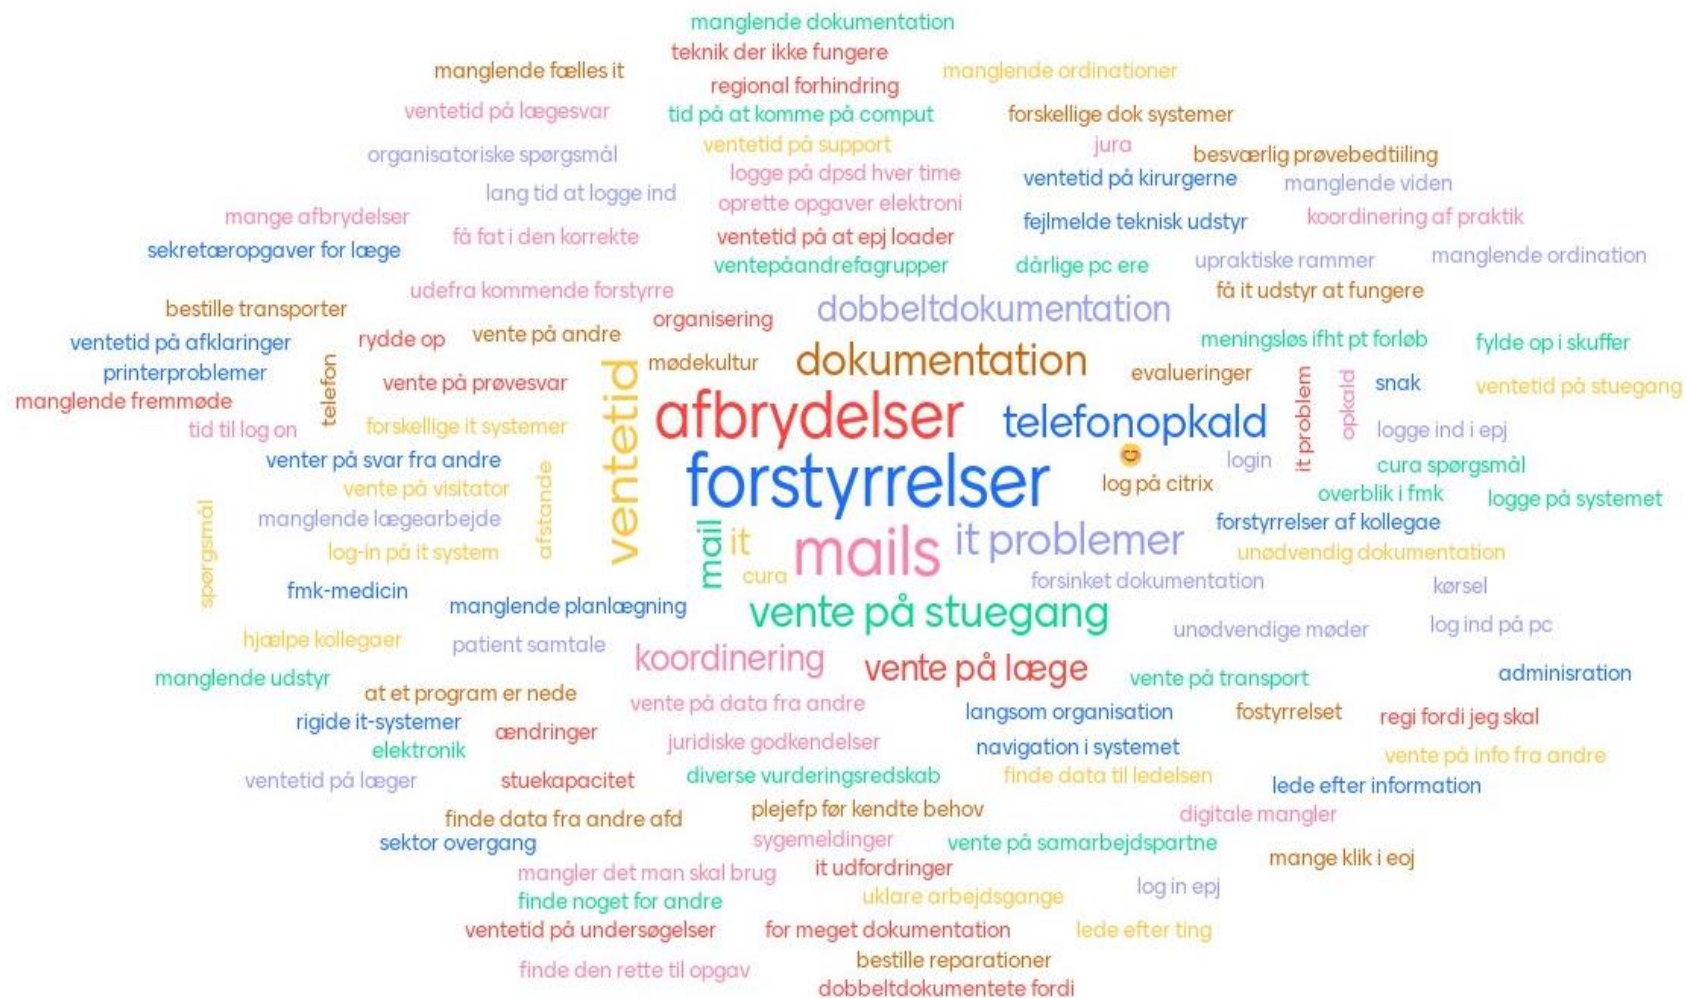 manglende dokumentation
teknik der ikke fungere
manglende fælles it
manglende ordinationer
regional forhindring
ventetid på lægesvar
tid på at komme på comput
forskellige dok systemer
ventetid på support
jura
organisatoriske spørgsmål
besværlig prøvebedtiiling
logge på dpsd hver time
ventetid på kirurgerne
manglende viden
lang tid at logge ind
oprette opgaver elektroni
mange afbrydelser
fejlmelde teknisk udstyr
koordinering af praktik
få fat i den korrekte
ventetid på at epj loader
sekretæropgaver for læge
ventepåandrefagrupper
dårlige pc ere
upraktiske rammer
manglende ordination
udefra kommende forstyrre
få it udstyr at fungere
bestille transporter
dobbeltdokumentation
organisering
vente på andre
rydde op
ventetid på afklaringer
meningsløs ifht pt forløb
fylde op i skuffer
mødekultur
dokumentation
evalueringer
printerproblemer
vente på prøvesvar
snak
ventetid på stuegang
manglende fremmøde
telefon
ventetid
afbrydelser
telefonopkald
it problem
opkald
tid til log on
forskellige it systemer
logge ind i epj
😊
login
venter på svar fra andre
cura spørgsmål
forstyrrelser
log på citrix
vente på visitator
overblik i fmk
logge på systemet
afstande
spørgsmål
manglende lægearbejde
forstyrrelser af kollegae
log-in på it system
mail
it
mails
it problemer
unødvendig dokumentation
cura
forsinket dokumentation
kørsel
fmk-medicin
manglende planlægning
vente på stuegang
unødvendige møder
log ind på pc
hjælpe kollegaer
patient samtale
koordinering
vente på læge
manglende udstyr
vente på transport
adminisration
at et program er nede
vente på data fra andre
langsom organisation
fostyrrelset
regi fordi jeg skal
rigide it-systemer
ændringer
elektronik
juridiske godkendelser
navigation i systemet
vente på info fra andre
ventetid på læger
stuekapacitet
diverse vurderingsredskab
finde data til ledelsen
lede efter information
finde data fra andre afd
plejefp før kendte behov
digitale mangler
sektor overgang
sygemeldinger
vente på samarbejdspartne
mange klik i eoj
mangler det man skal brug
it udfordringer
log in epj
finde noget for andre
uklare arbejdsgange
ventetid på undersøgelser
for meget dokumentation
lede efter ting
finde den rette til opgav
bestille reparationer
dobbeltdokumentete fordi